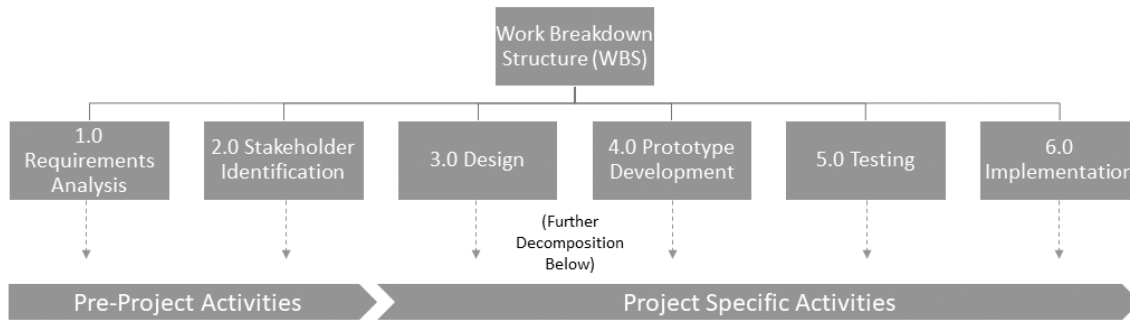 Work Breakdown
Structure (WBS)
1.0
Requirements
Analysis
2.0 Stakeholder
Identification
3.0 Design
4.0 Prototype
Development
5.0 Testing
6.0
Implementation
(Further
Decomposition
Below)
Pre-Project Activities
Project Specific Activities